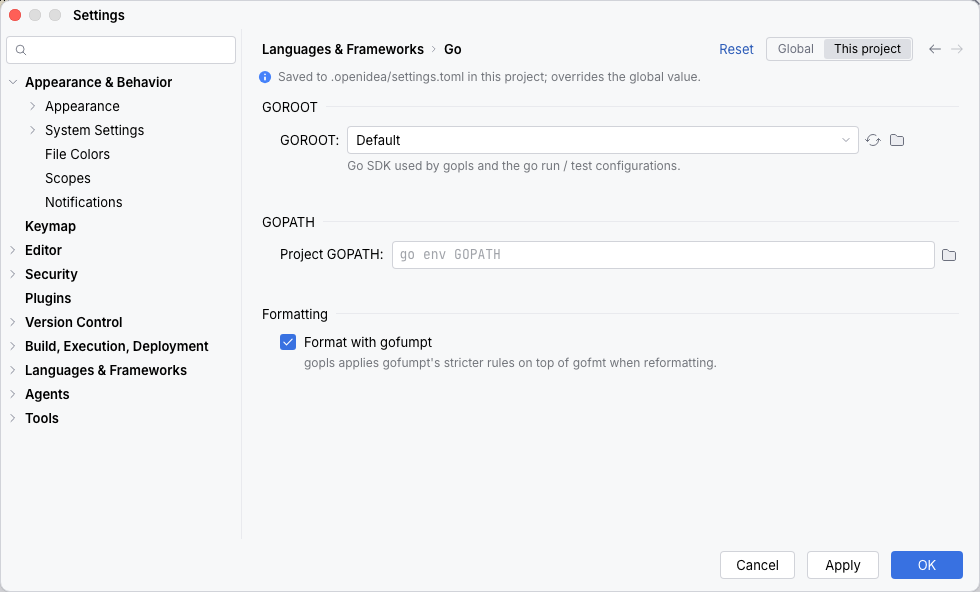 Settings
Languages & Frameworks › Go
Reset
Global
This project
Saved to .openidea/settings.toml in this project; overrides the global value.
Appearance & Behavior
Appearance
System Settings
File Colors
Scopes
Notifications
Keymap
Editor
Security
Plugins
Version Control
Build, Execution, Deployment
Languages & Frameworks
Agents
Tools
GOROOT
GOROOT: Default
Go SDK used by gopls and the go run / test configurations.
GOPATH
Project GOPATH: go env GOPATH
Formatting
Format with gofumpt
gopls applies gofumpt's stricter rules on top of gofmt when reformatting.
Cancel
Apply
OK